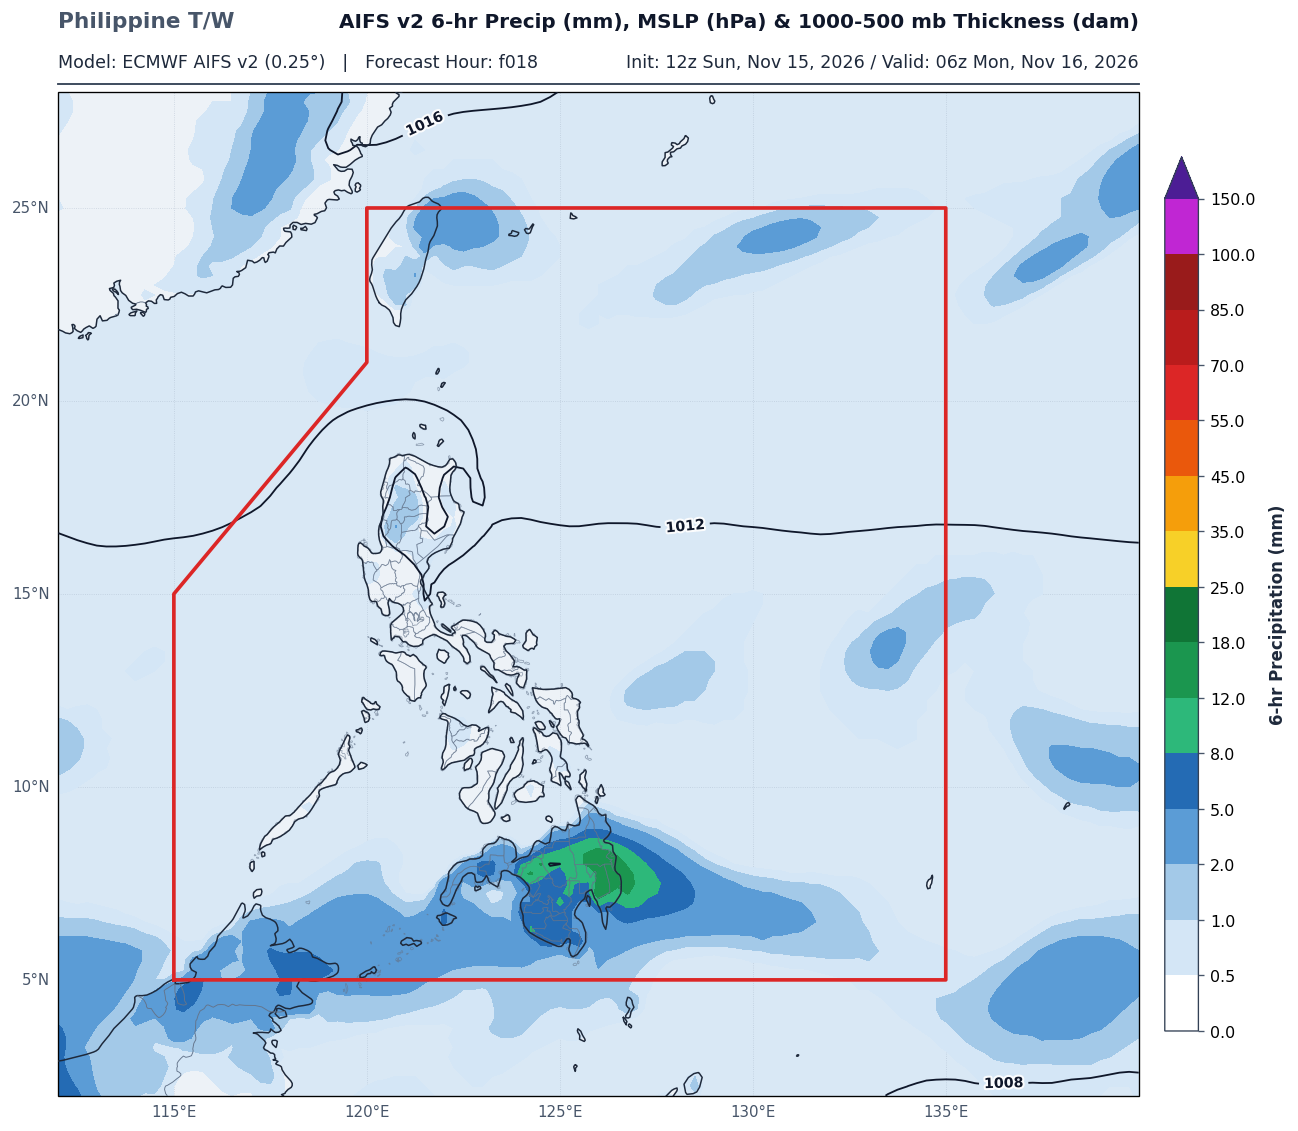 Philippine T/W
AIFS v2 6-hr Precip (mm), MSLP (hPa) & 1000-500 mb Thickness (dam)
Model: ECMWF AIFS v2 (0.25°) | Forecast Hour: f018
Init: 12z Sun, Nov 15, 2026 / Valid: 06z Mon, Nov 16, 2026
1016
25°N
20°N
1012
15°N
10°N
5°N
1008
115°E
120°E
125°E
130°E
135°E
150.0
100.0
85.0
70.0
55.0
45.0
35.0
25.0
18.0
12.0
8.0
5.0
2.0
1.0
0.5
0.0
6-hr Precipitation (mm)